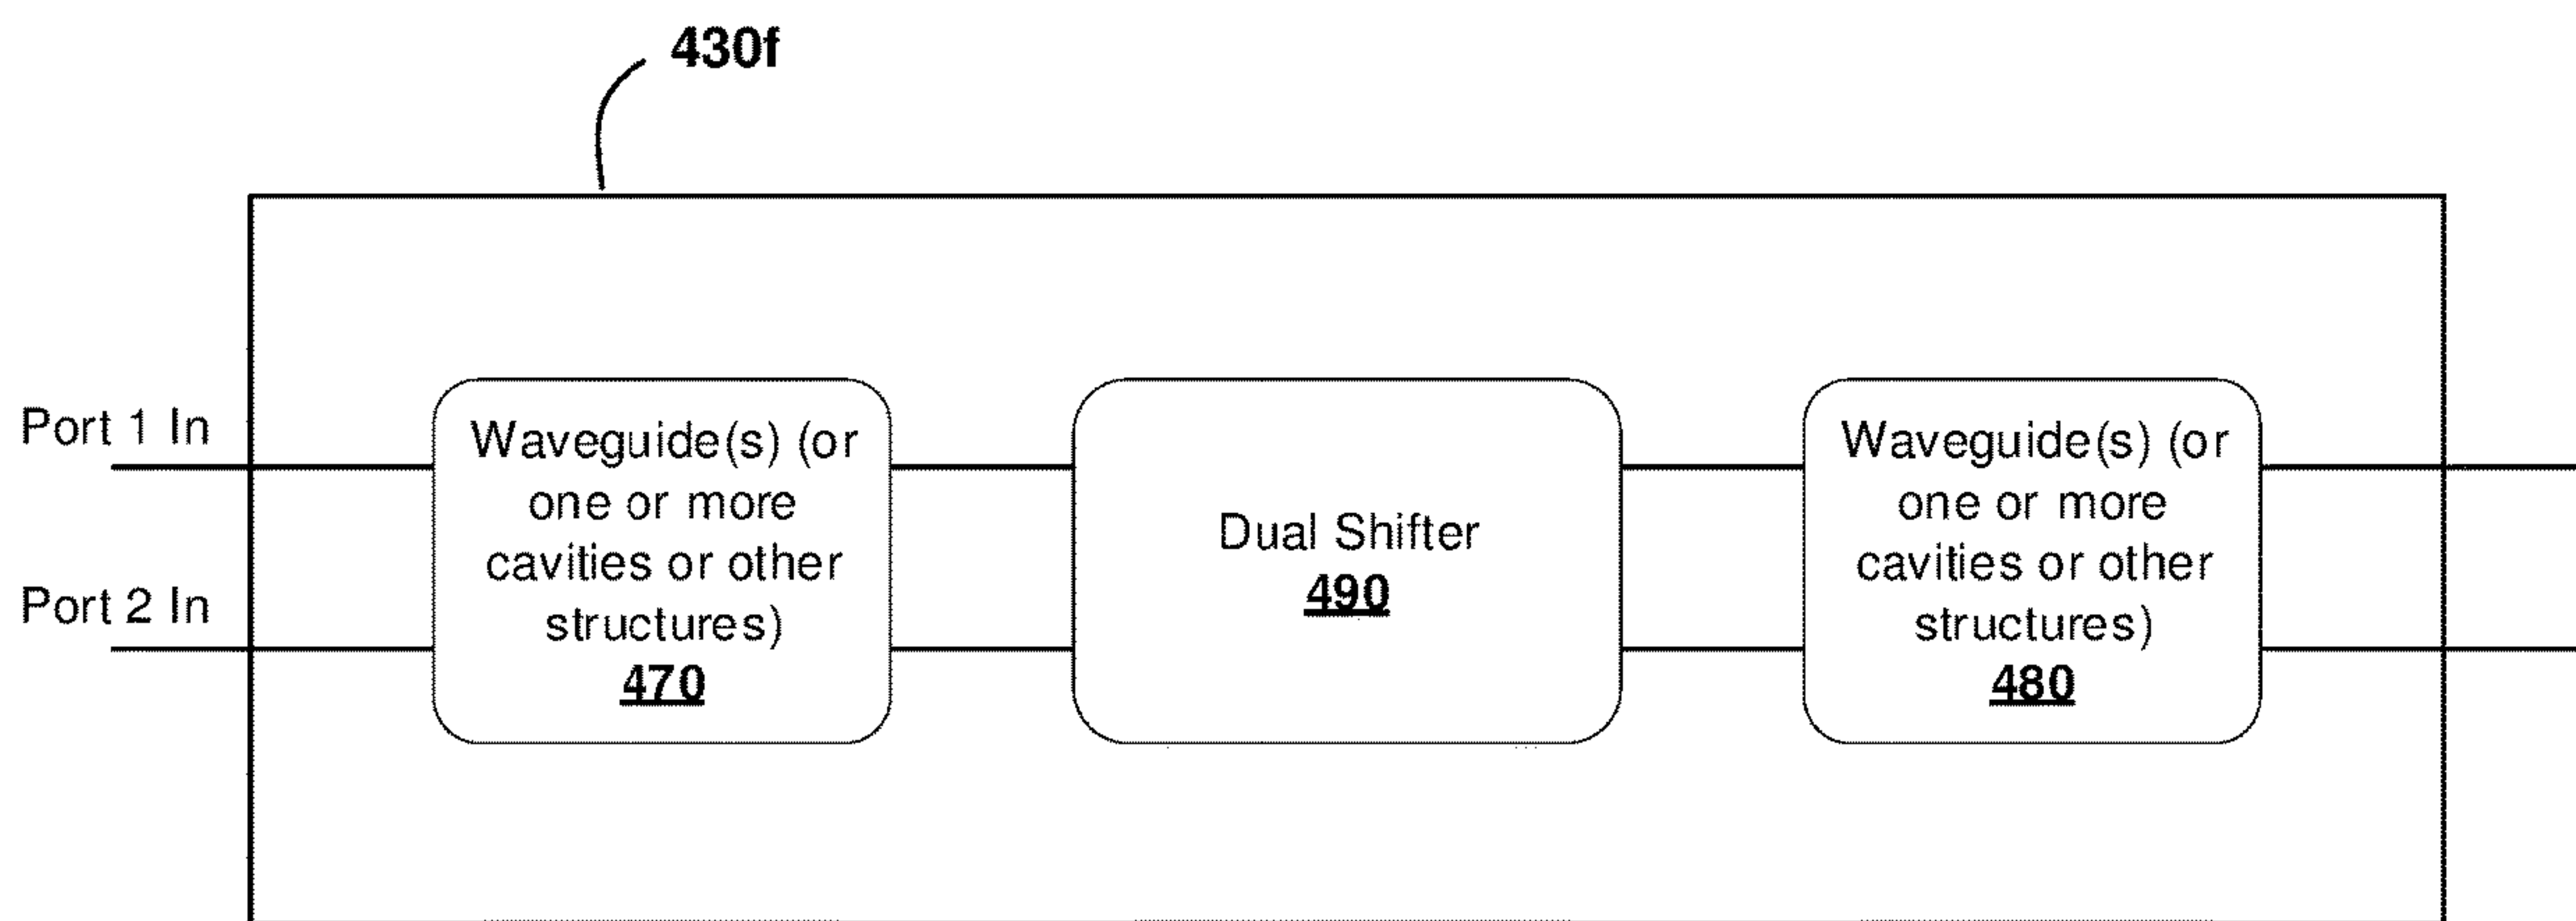 430f
Port 1 In
Port 2 In
Waveguide(s) (or
one or more
cavities or other
structures)
470
Dual Shifter
490
Waveguide(s) (or
one or more
cavities or other
structures)
480